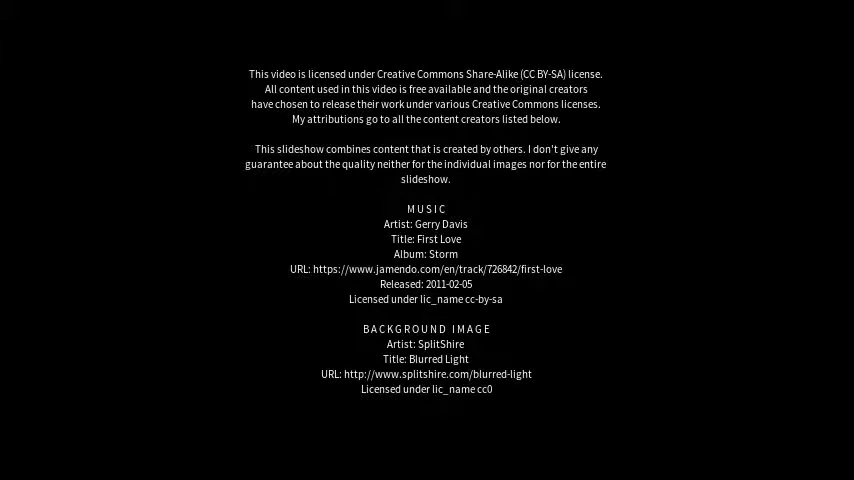 This video is licensed under Creative Commons Share-Alike (CC BY-SA) license.
All content used in this video is free available and the original creators
have chosen to release their work under various Creative Commons licenses.
My attributions go to all the content creators listed below.
This slideshow combines content that is created by others. I don't give any
guarantee about the quality neither for the individual images nor for the entire
slideshow.
MUSIC
Artist: Gerry Davis
Title: First Love
Album: Storm
URL: https://www.jamendo.com/en/track/726842/first-love
Released: 2011-02-05
Licensed under lic_name cc-by-sa
BACKGROUND IMAGE
Artist: SplitShire
Title: Blurred Light
URL: http://www.splitshire.com/blurred-light
Licensed under lic_name cc0